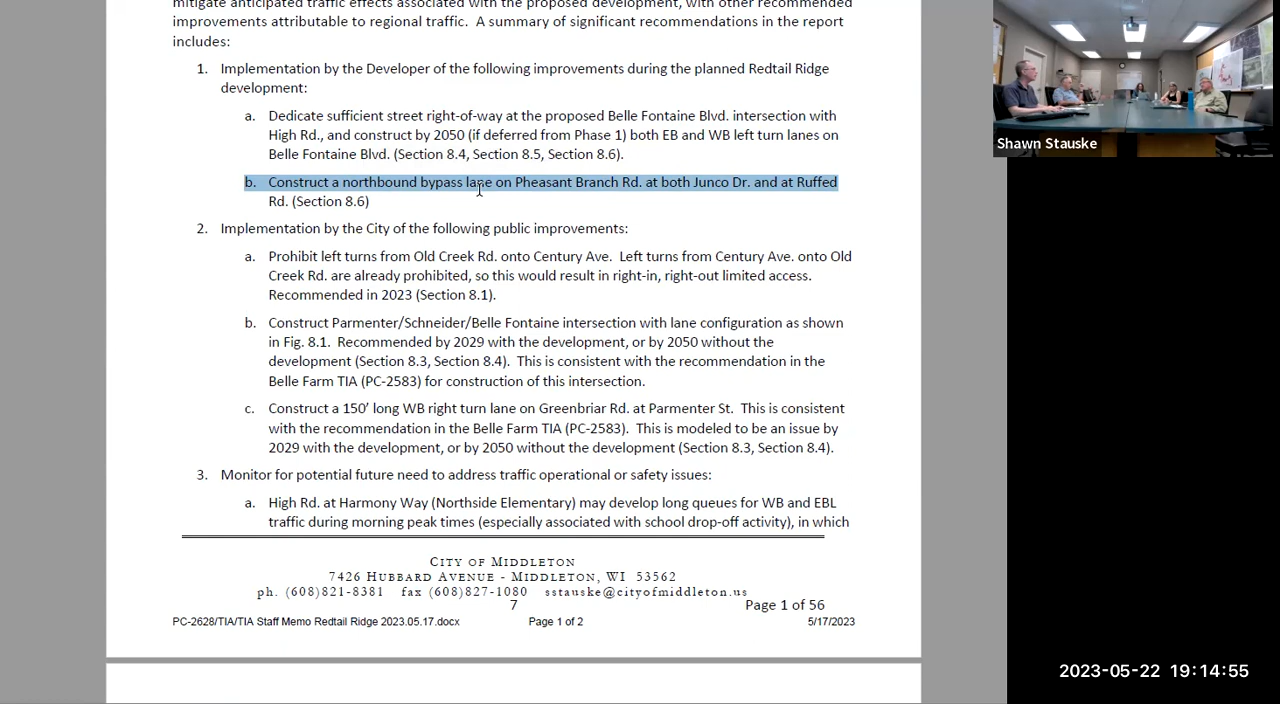 mitigate anticipated traffic effects associated with the proposed development, with other recommended
improvements attributable to regional traffic.  A summary of significant recommendations in the report
includes:
1. Implementation by the Developer of the following improvements during the planned Redtail Ridge
development:
a. Dedicate sufficient street right-of-way at the proposed Belle Fontaine Blvd. intersection with
High Rd., and construct by 2050 (if deferred from Phase 1) both EB and WB left turn lanes on
Belle Fontaine Blvd. (Section 8.4, Section 8.5, Section 8.6).
b. Construct a northbound bypass lane on Pheasant Branch Rd. at both Junco Dr. and at Ruffed
Rd. (Section 8.6)
2. Implementation by the City of the following public improvements:
a. Prohibit left turns from Old Creek Rd. onto Century Ave.  Left turns from Century Ave. onto Old
Creek Rd. are already prohibited, so this would result in right-in, right-out limited access.
Recommended in 2023 (Section 8.1).
b. Construct Parmenter/Schneider/Belle Fontaine intersection with lane configuration as shown
in Fig. 8.1.  Recommended by 2029 with the development, or by 2050 without the
development (Section 8.3, Section 8.4).  This is consistent with the recommendation in the
Belle Farm TIA (PC-2583) for construction of this intersection.
c. Construct a 150' long WB right turn lane on Greenbriar Rd. at Parmenter St.  This is consistent
with the recommendation in the Belle Farm TIA (PC-2583).  This is modeled to be an issue by
2029 with the development, or by 2050 without the development (Section 8.3, Section 8.4).
3. Monitor for potential future need to address traffic operational or safety issues:
a. High Rd. at Harmony Way (Northside Elementary) may develop long queues for WB and EBL
traffic during morning peak times (especially associated with school drop-off activity), in which
CITY OF MIDDLETON
7426 HUBBARD AVENUE - MIDDLETON, WI 53562
ph. (608)821-8381 fax (608)827-1080 sstauske@cityofmiddleton.us
7
Page 1 of 56
PC-2628/TIA/TIA Staff Memo Redtail Ridge 2023.05.17.docx
Page 1 of 2
5/17/2023
Shawn Stauske
2023-05-22 19:14:55